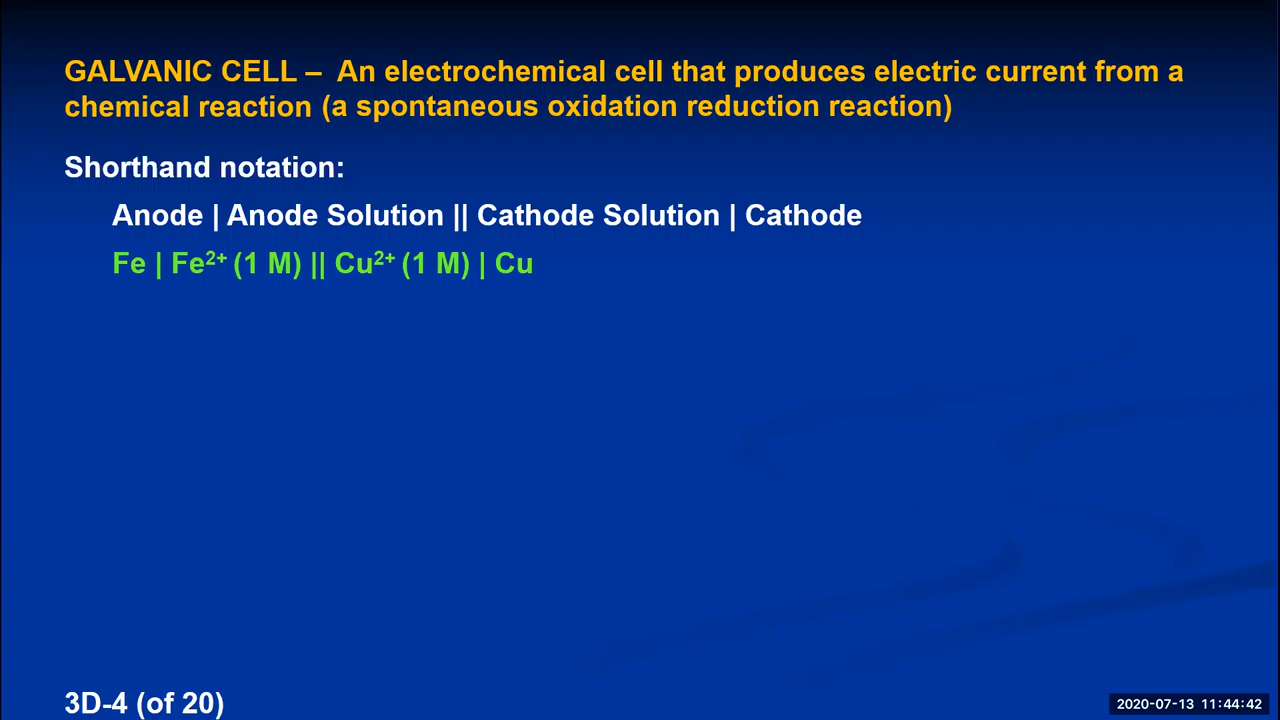 GALVANIC CELL – An electrochemical cell that produces electric current from a
chemical reaction (a spontaneous oxidation reduction reaction)
Shorthand notation:
Anode | Anode Solution || Cathode Solution | Cathode
Fe | Fe²⁺ (1 M) || Cu²⁺ (1 M) | Cu
3D-4 (of 20)
2020-07-13 11:44:42